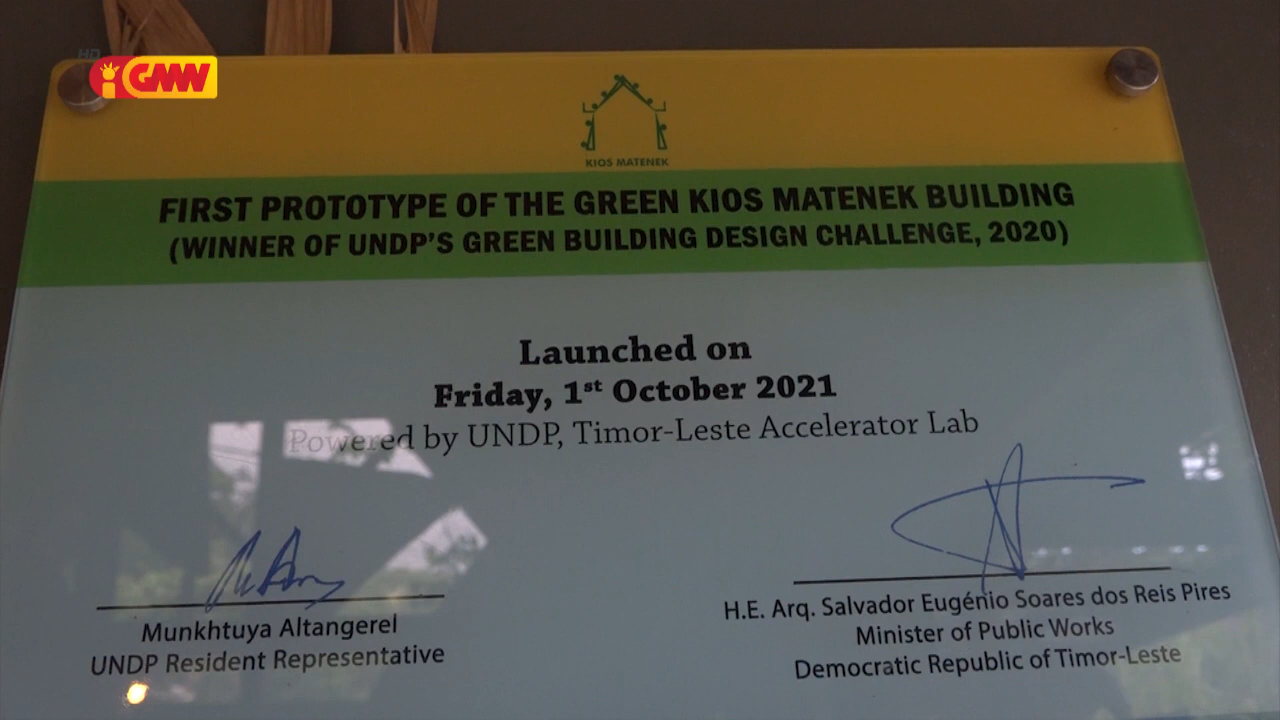 HD
iGMW
KIOS MATENEK
FIRST PROTOTYPE OF THE GREEN KIOS MATENEK BUILDING
(WINNER OF UNDP'S GREEN BUILDING DESIGN CHALLENGE, 2020)
Launched on
Friday, 1st October 2021
Powered by UNDP, Timor-Leste Accelerator Lab
Munkhtuya Altangerel
UNDP Resident Representative
H.E. Arq. Salvador Eugénio Soares dos Reis Pires
Minister of Public Works
Democratic Republic of Timor-Leste